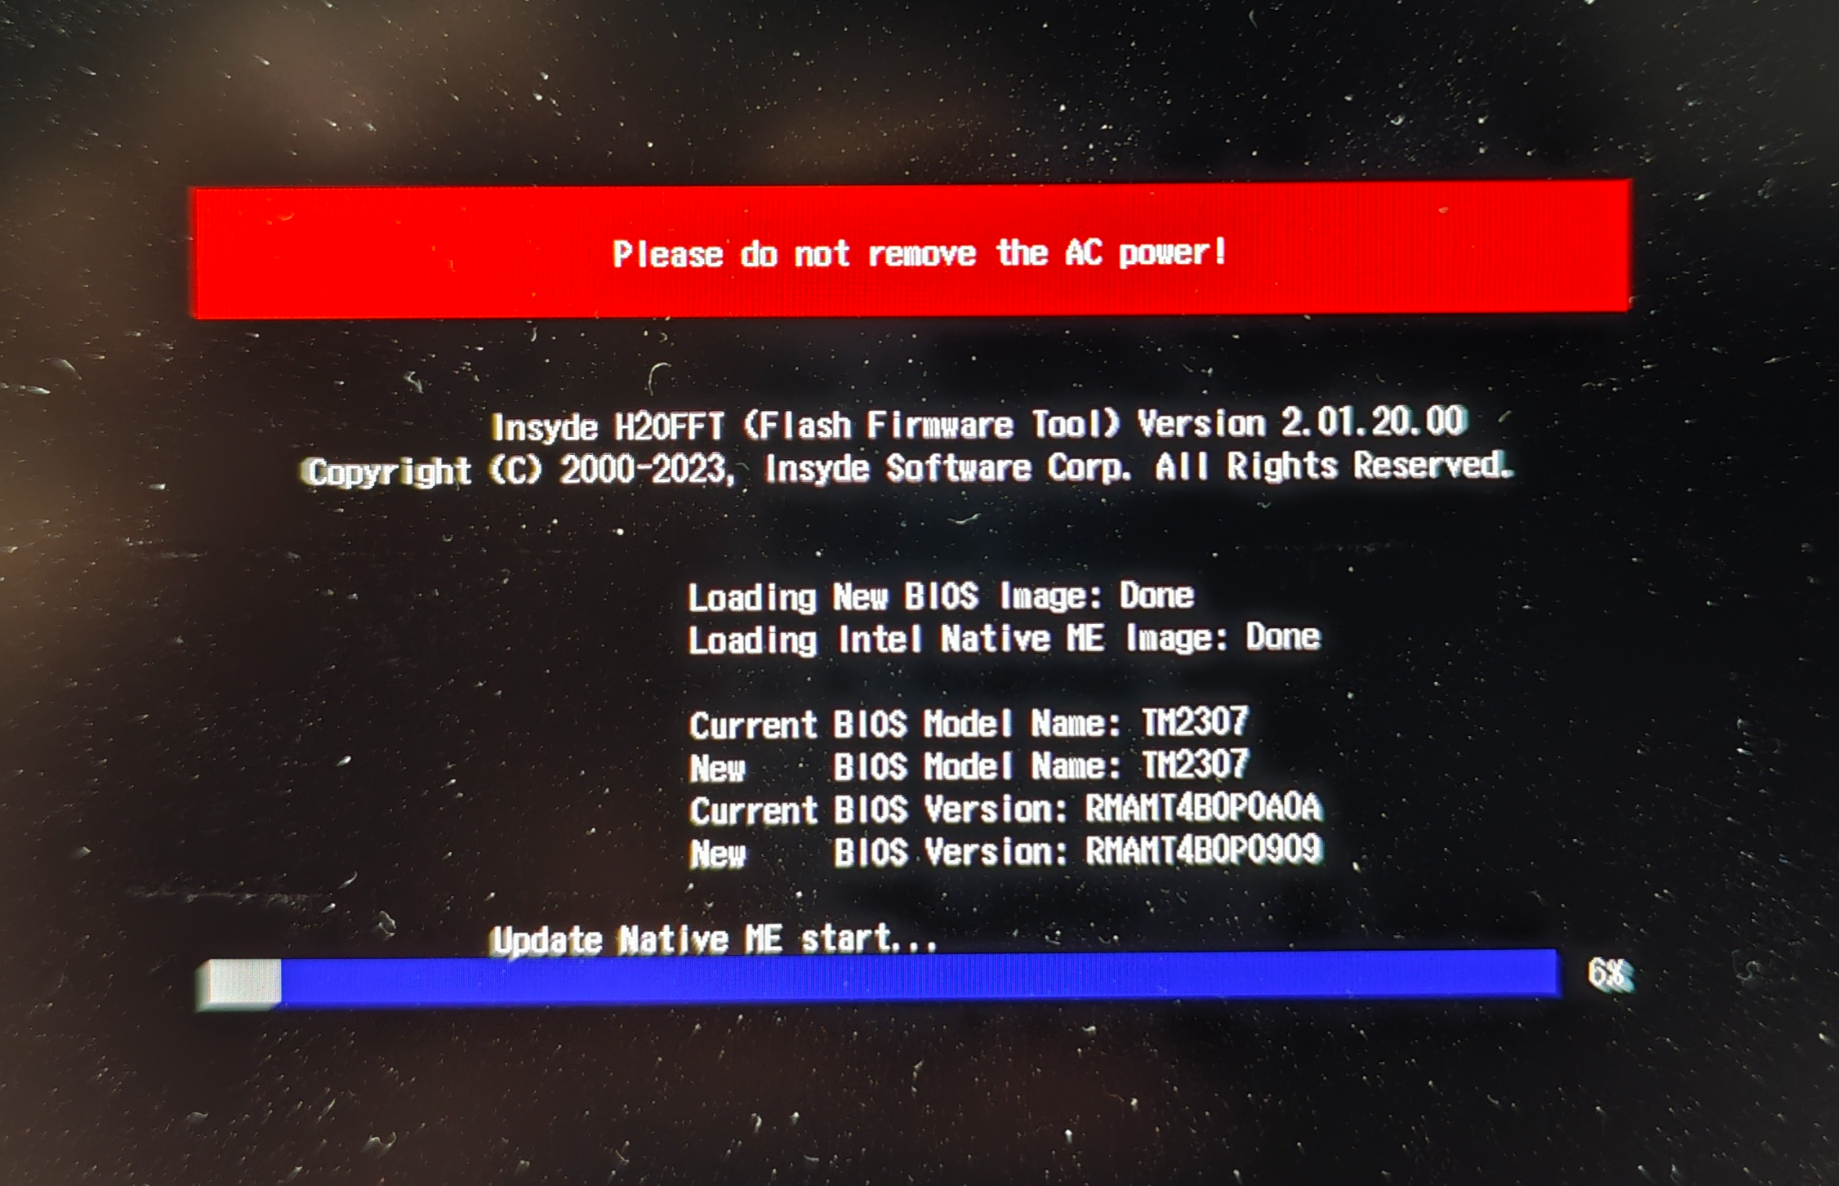 Please do not remove the AC power!
Insyde H2OFFT (Flash Firmware Tool) Version 2.01.20.00
Copyright (C) 2000-2023, Insyde Software Corp. All Rights Reserved.
Loading New BIOS Image: Done
Loading Intel Native ME Image: Done
Current BIOS Model Name: TM2307
New BIOS Model Name: TM2307
Current BIOS Version: RMAMT4B0P0A0A
New BIOS Version: RMAMT4B0P0909
Update Native ME start...
6%